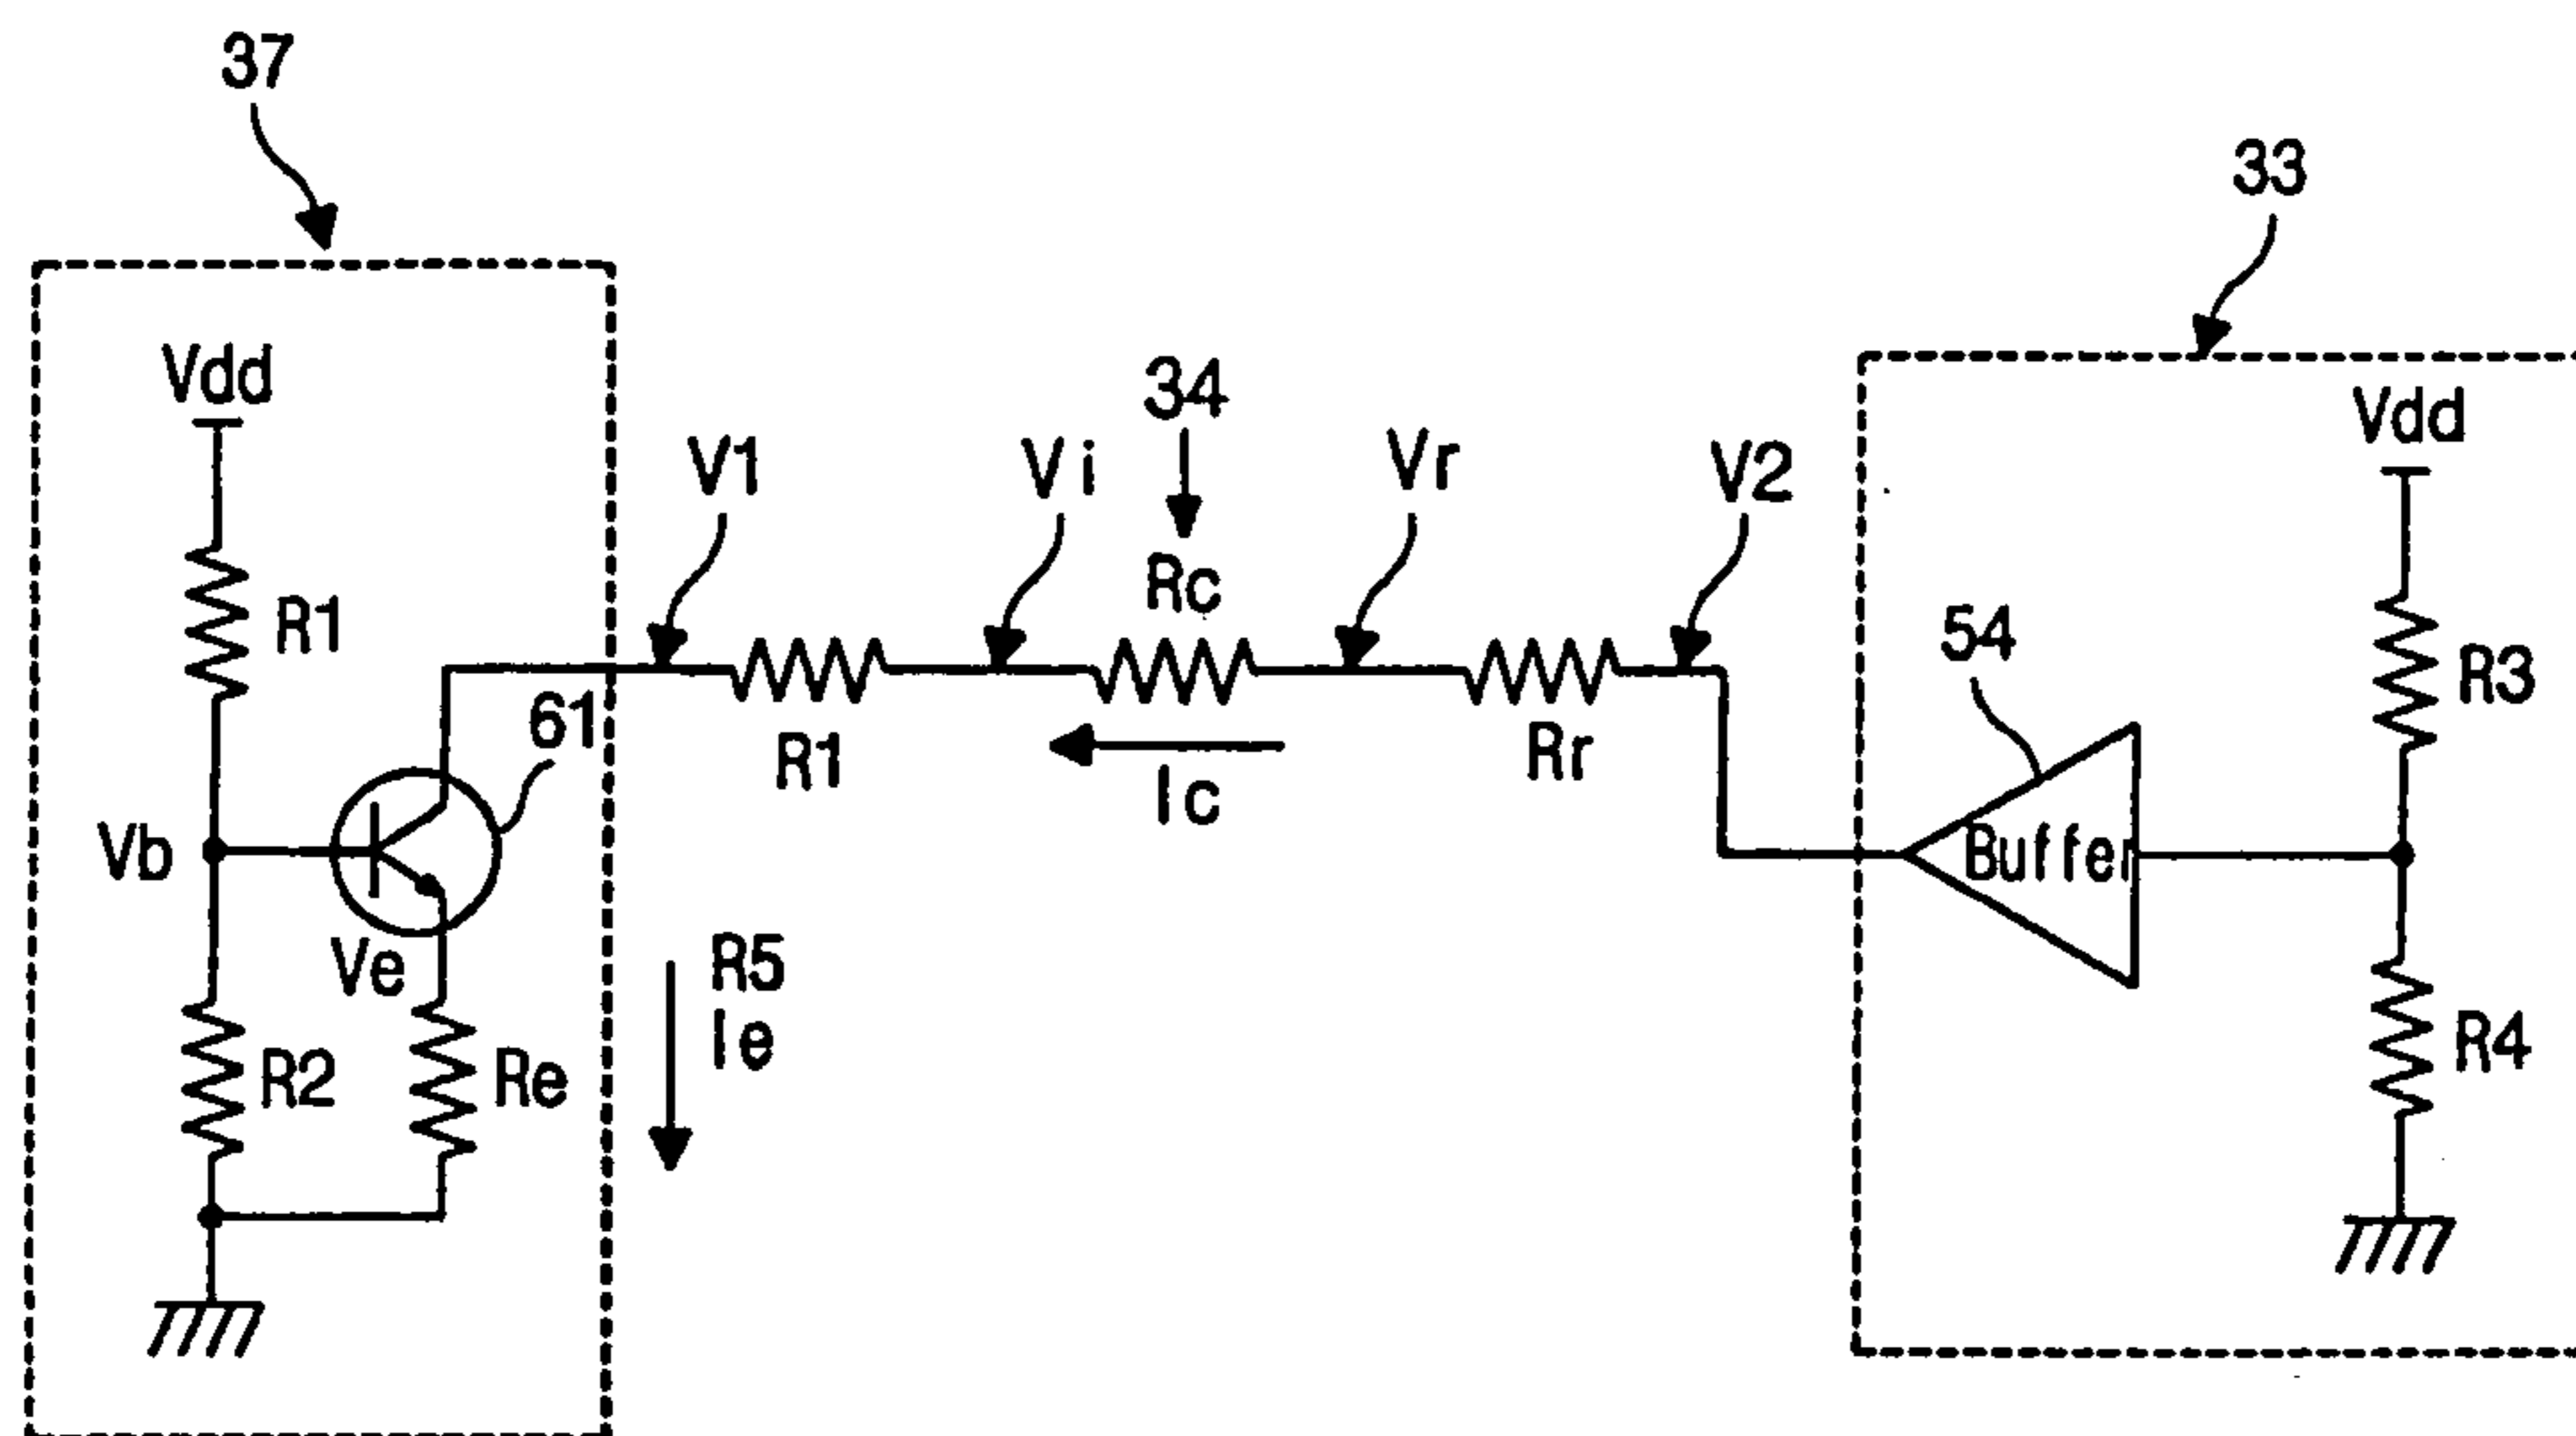 37
33
Vdd
34
Vdd
V1
Vi
Vr
V2
Rc
R1
54
R3
61
R1
Rr
Ic
Vb
Buffer
Ve
R5
Ie
R2
Re
R4